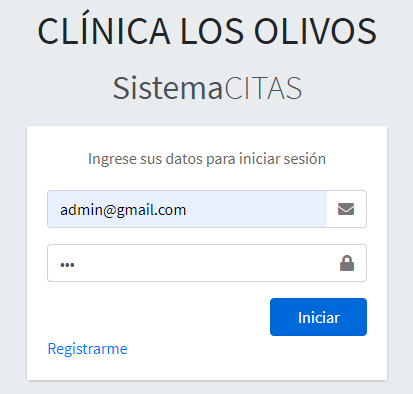 CLÍNICA LOS OLIVOS
SistemaCITAS
Ingrese sus datos para iniciar sesión
admin@gmail.com
•••
Iniciar
Registrarme